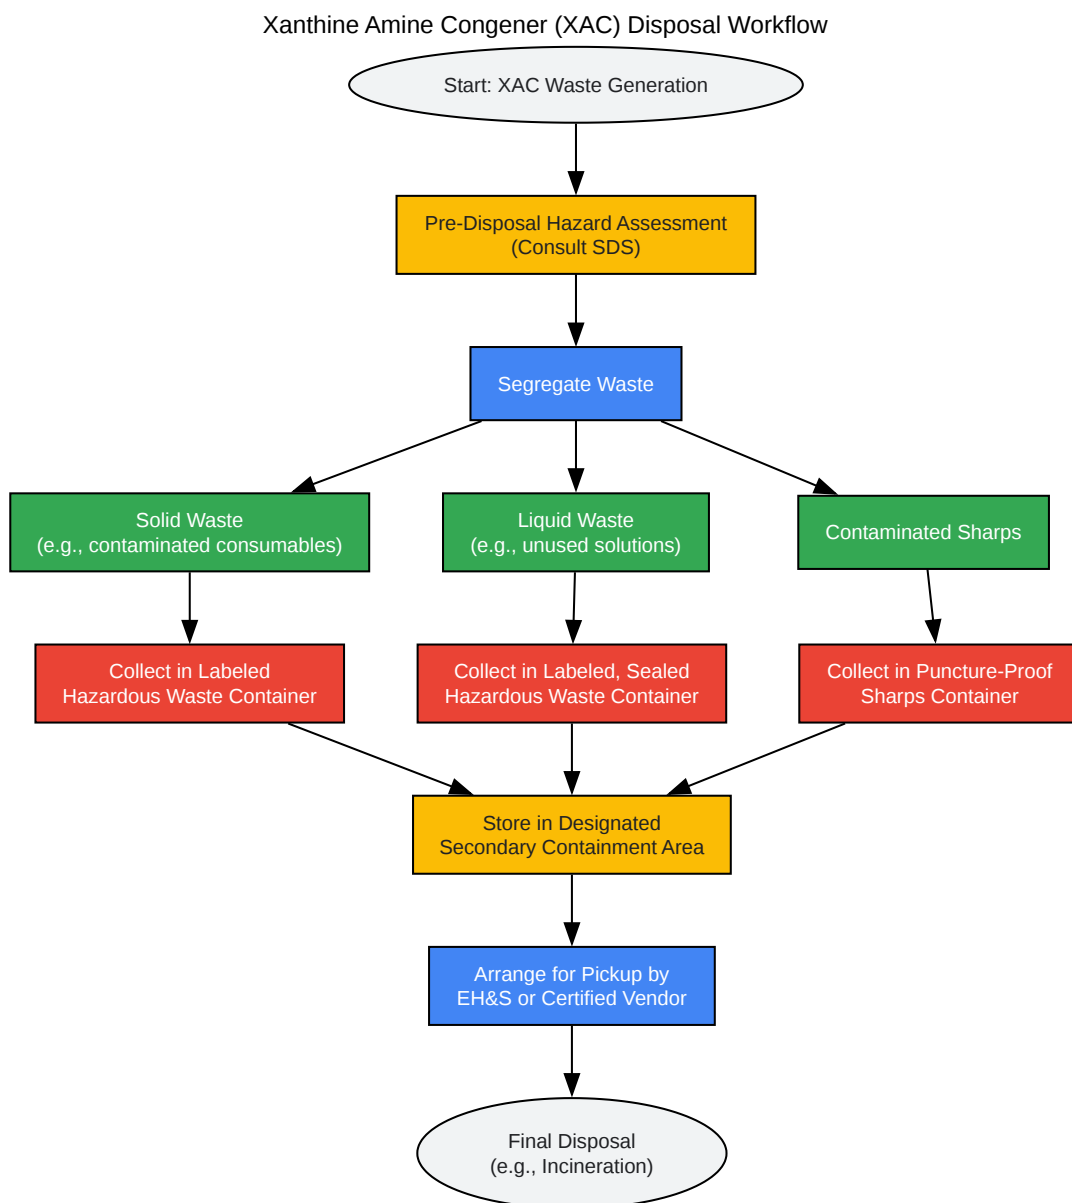 Xanthine Amine Congener (XAC) Disposal Workflow
Start: XAC Waste Generation
Pre-Disposal Hazard Assessment
(Consult SDS)
Segregate Waste
Solid Waste
(e.g., contaminated consumables)
Liquid Waste
(e.g., unused solutions)
Contaminated Sharps
Collect in Labeled
Hazardous Waste Container
Collect in Labeled, Sealed
Hazardous Waste Container
Collect in Puncture-Proof
Sharps Container
Store in Designated
Secondary Containment Area
Arrange for Pickup by
EH&S or Certified Vendor
Final Disposal
(e.g., Incineration)